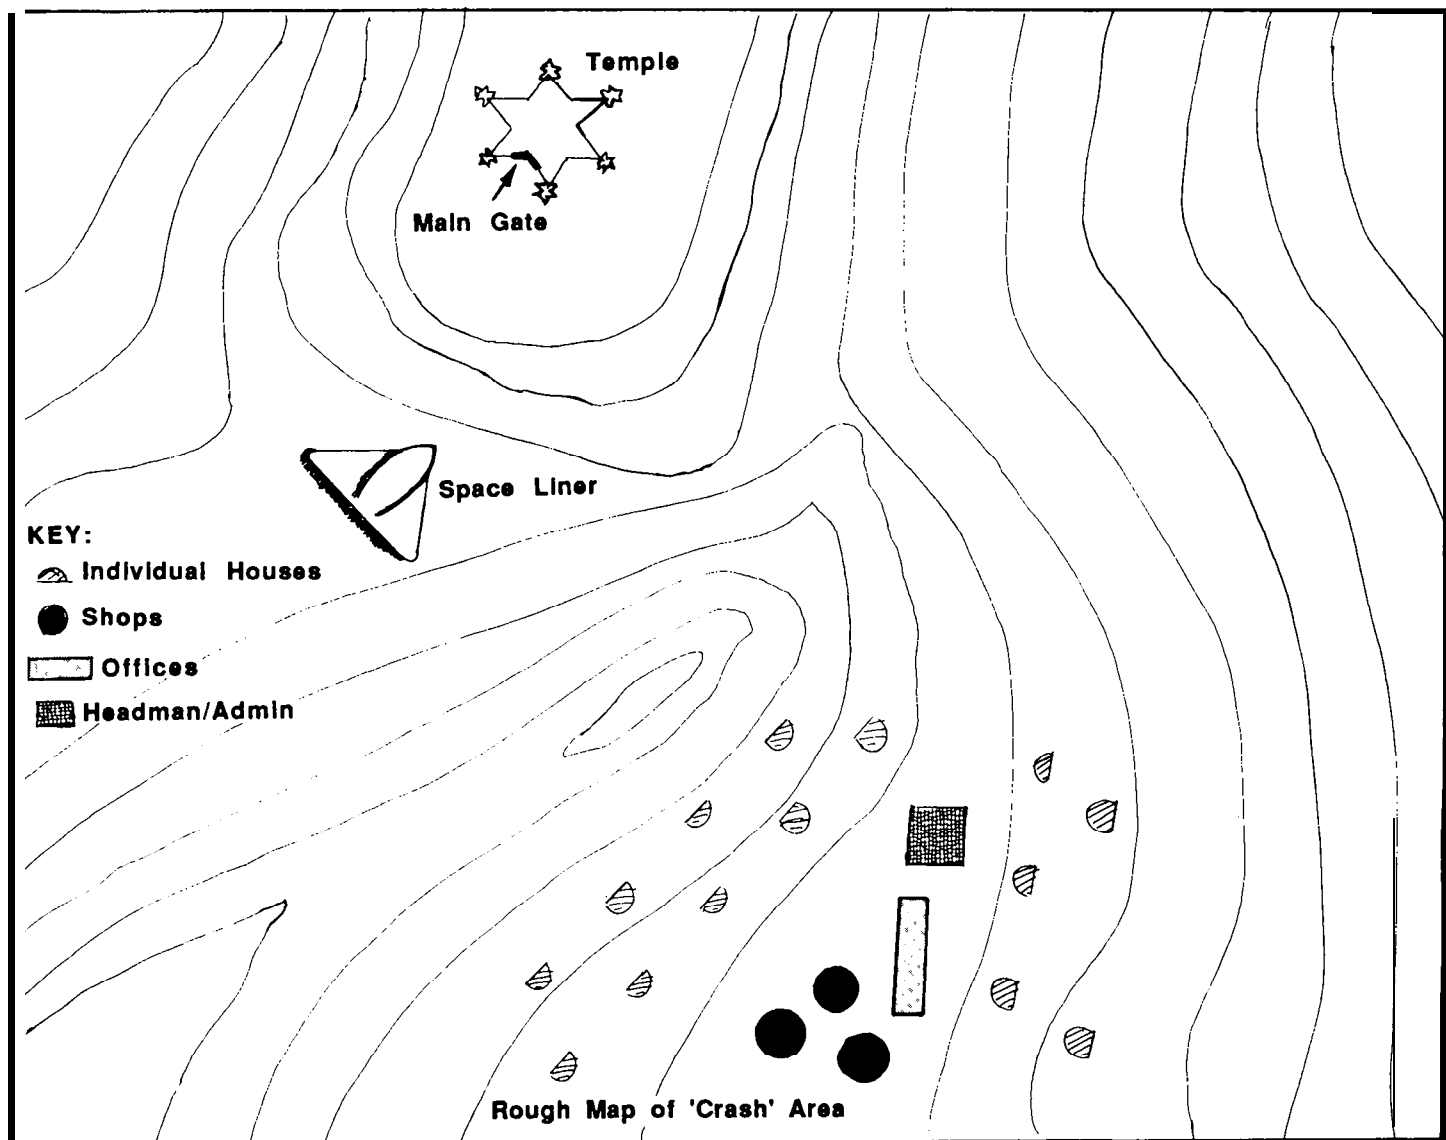 Temple
Main Gate
Space Liner
KEY:
Individual Houses
Shops
Offices
Headman/Admin
Rough Map of 'Crash' Area